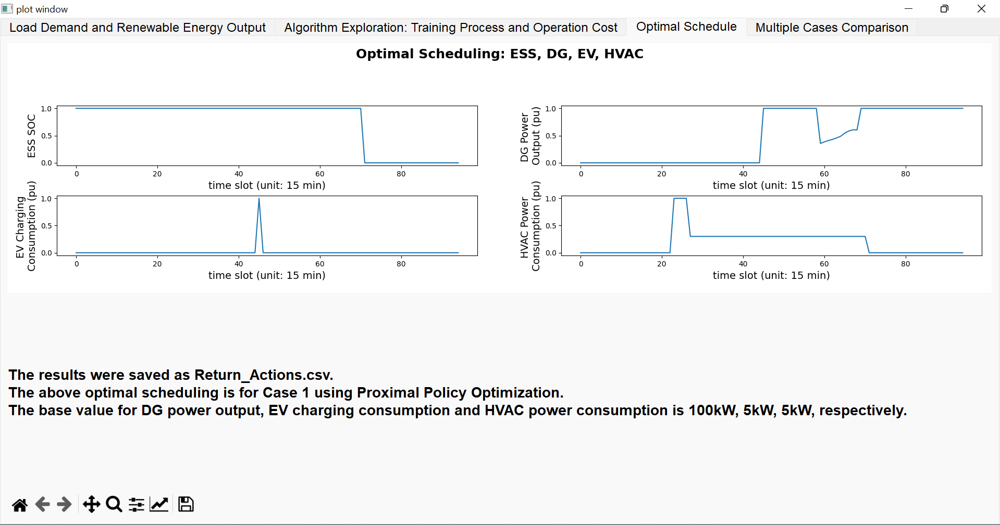 plot window
Load Demand and Renewable Energy Output
Algorithm Exploration: Training Process and Operation Cost
Optimal Schedule
Multiple Cases Comparison
Optimal Scheduling: ESS, DG, EV, HVAC
ESS SOC
1.0
0.5
0.0
0 20 40 60 80
time slot (unit: 15 min)
DG Power
Output (pu)
1.0
0.5
0.0
0 20 40 60 80
time slot (unit: 15 min)
EV Charging
Consumption (pu)
1.0
0.5
0.0
0 20 40 60 80
time slot (unit: 15 min)
HVAC Power
Consumption (pu)
1.0
0.5
0.0
0 20 40 60 80
time slot (unit: 15 min)
The results were saved as Return_Actions.csv.
The above optimal scheduling is for Case 1 using Proximal Policy Optimization.
The base value for DG power output, EV charging consumption and HVAC power consumption is 100kW, 5kW, 5kW, respectively.